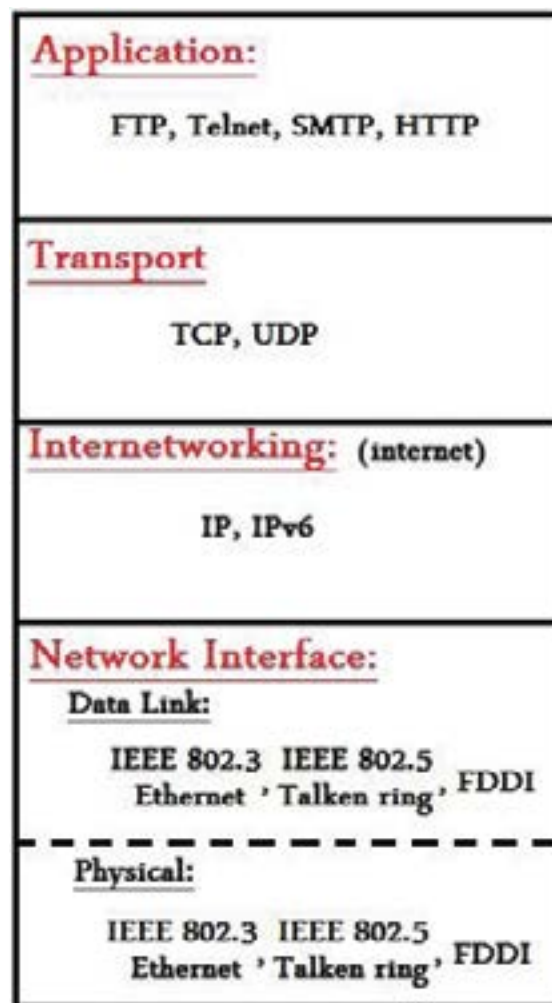 Application:
FTP, Telnet, SMTP, HTTP
Transport
TCP, UDP
Internetworking: (internet)
IP, IPv6
Network Interface:
Data Link:
IEEE 802.3 IEEE 802.5
Ethernet , Talken ring, FDDI
Physical:
IEEE 802.3 IEEE 802.5
Ethernet , Talken ring, FDDI